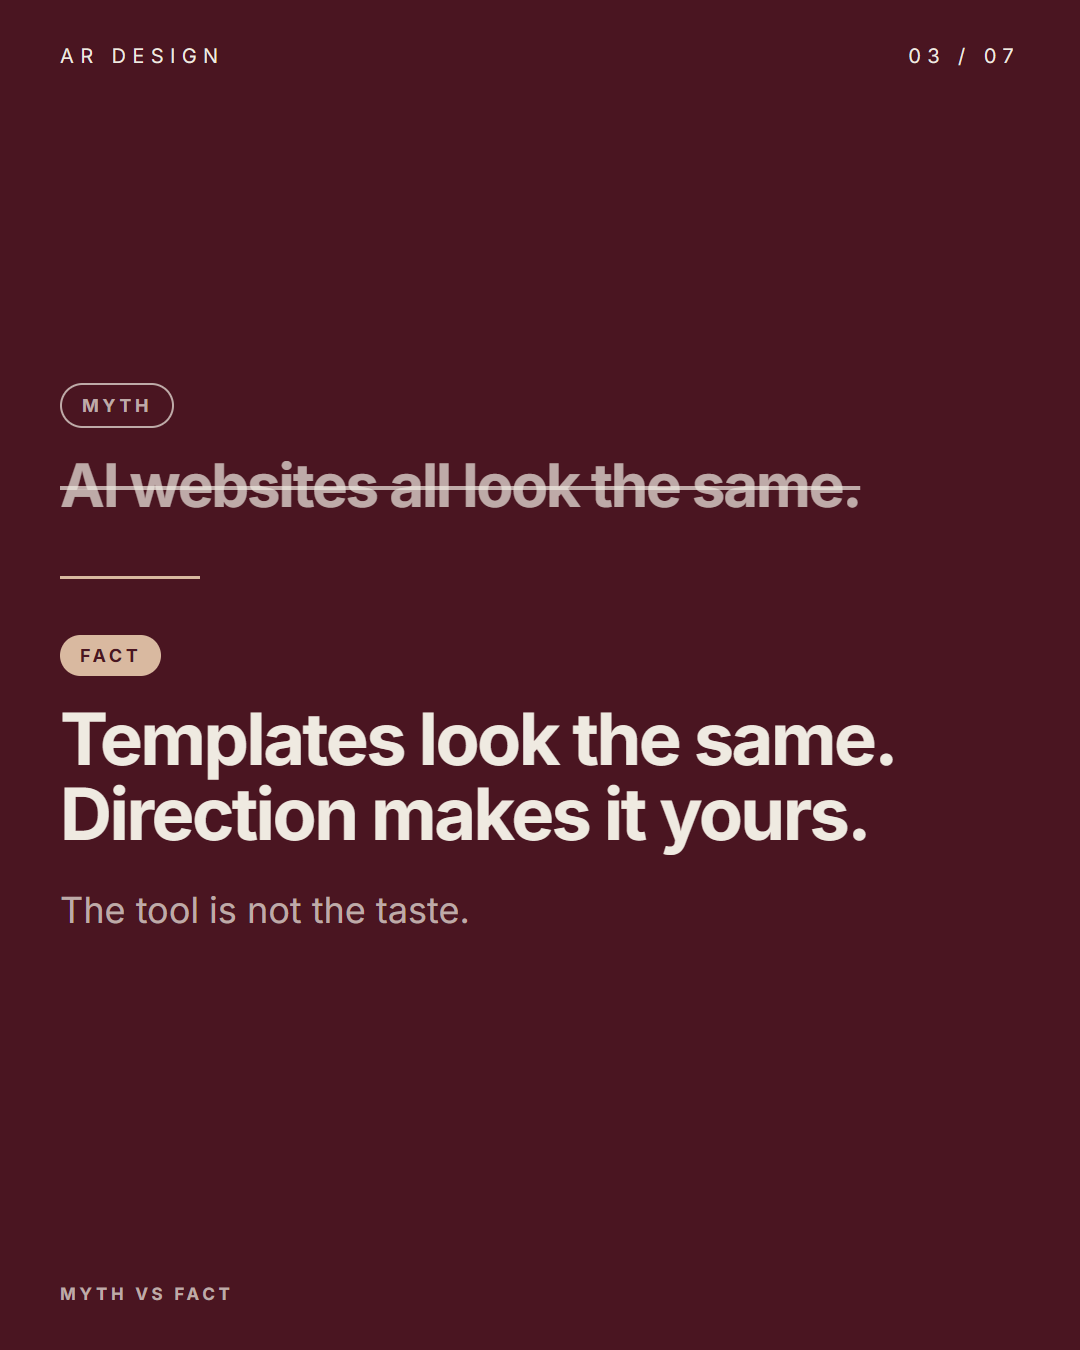 AR DESIGN
03 / 07
MYTH
AI websites all look the same.
FACT
Templates look the same.
Direction makes it yours.
The tool is not the taste.
MYTH VS FACT